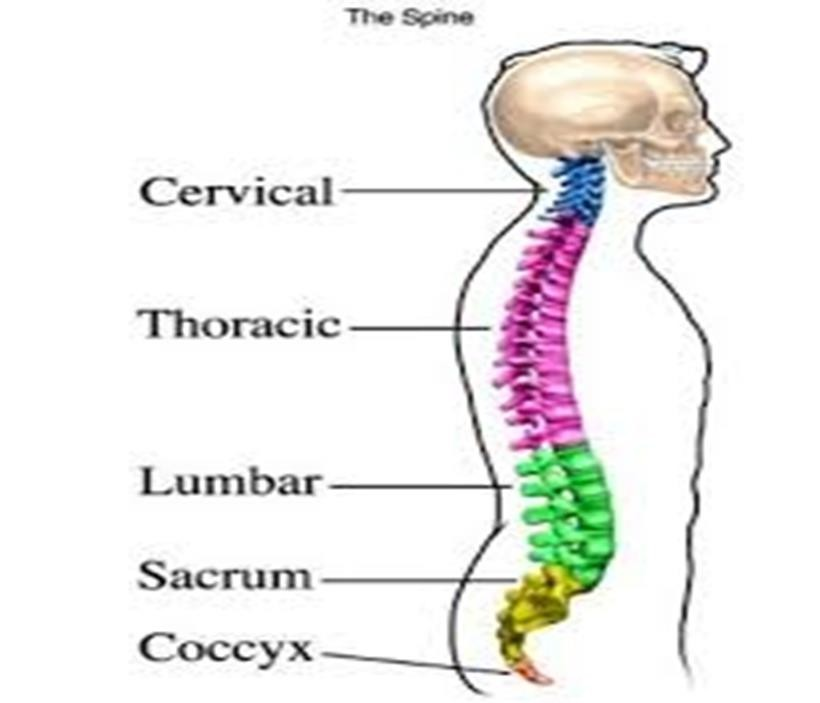 The Spine
Cervical
Thoracic
Lumbar
Sacrum
Coccyx